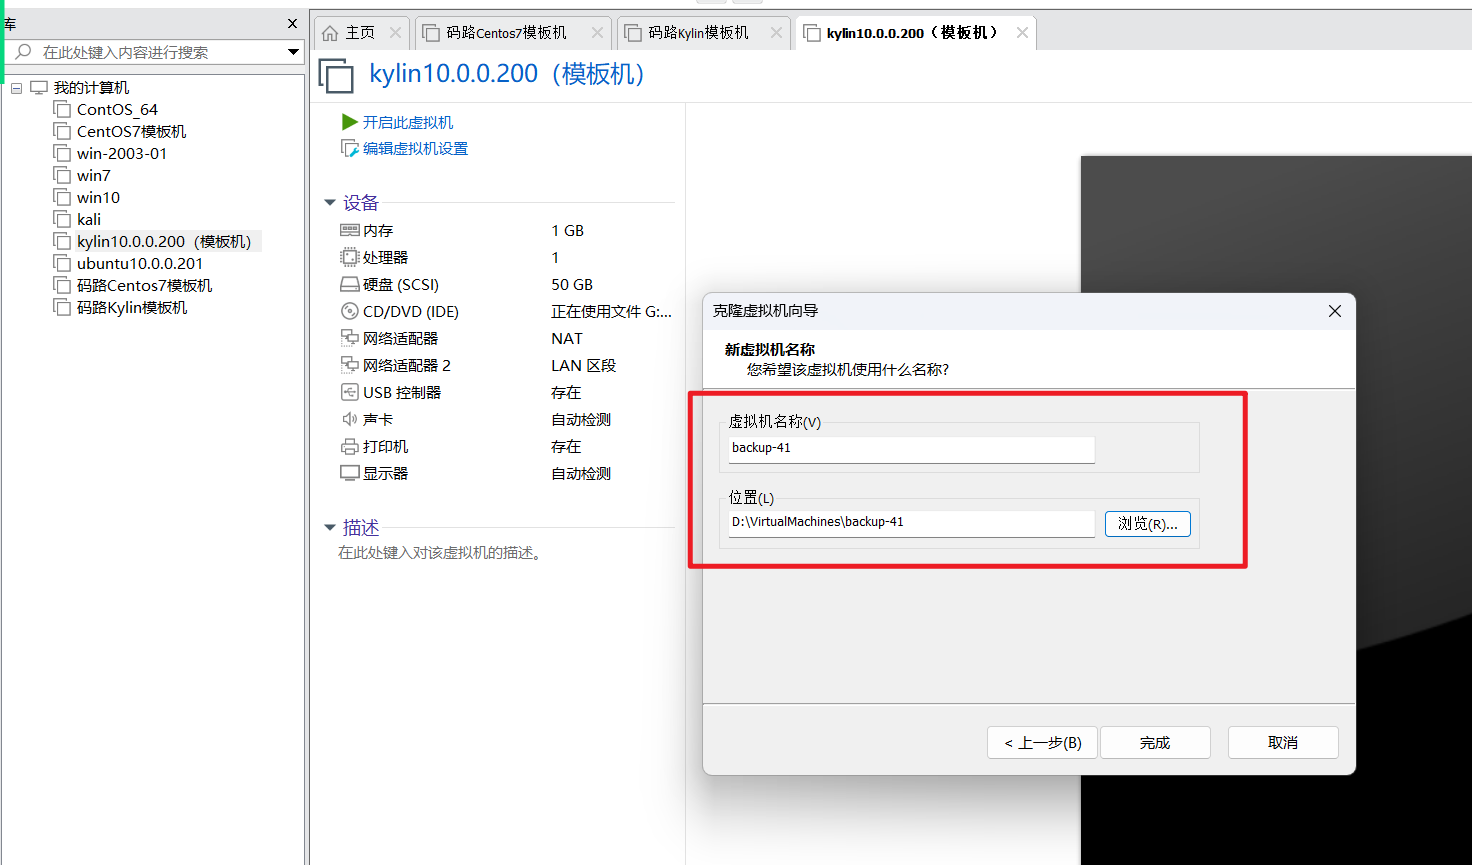 库
在此处键入内容进行搜索
我的计算机
ContOS_64
CentOS7模板机
win-2003-01
win7
win10
kali
kylin10.0.0.200（模板机）
ubuntu10.0.0.201
码路Centos7模板机
码路Kylin模板机
主页
码路Centos7模板机
码路Kylin模板机
kylin10.0.0.200（模板机）
kylin10.0.0.200（模板机）
开启此虚拟机
编辑虚拟机设置
设备
内存 1 GB
处理器 1
硬盘 (SCSI) 50 GB
CD/DVD (IDE) 正在使用文件 G:...
网络适配器 NAT
网络适配器 2 LAN 区段
USB 控制器 存在
声卡 自动检测
打印机 存在
显示器 自动检测
描述
在此处键入对该虚拟机的描述。
克隆虚拟机向导
新虚拟机名称
您希望该虚拟机使用什么名称?
虚拟机名称(V)
backup-41
位置(L)
D:\VirtualMachines\backup-41
浏览(R)...
< 上一步(B)
完成
取消